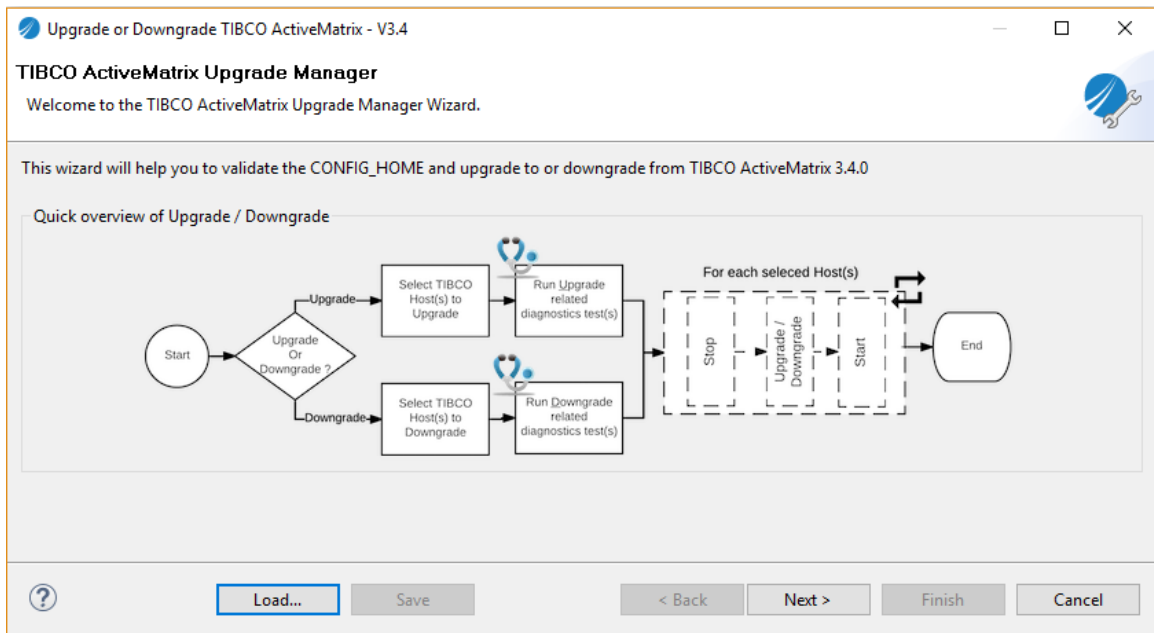 Upgrade or Downgrade TIBCO ActiveMatrix - V3.4
TIBCO ActiveMatrix Upgrade Manager
Welcome to the TIBCO ActiveMatrix Upgrade Manager Wizard.
This wizard will help you to validate the CONFIG_HOME and upgrade to or downgrade from TIBCO ActiveMatrix 3.4.0
Quick overview of Upgrade / Downgrade
Start
Upgrade
Or
Downgrade ?
Upgrade
Select TIBCO
Host(s) to
Upgrade
Run Upgrade
related
diagnostics test(s)
Downgrade
Select TIBCO
Host(s) to
Downgrade
Run Downgrade
related
diagnostics test(s)
For each seleced Host(s)
Stop
Upgrade /
Downgrade
Start
End
?
Load...
Save
< Back
Next >
Finish
Cancel